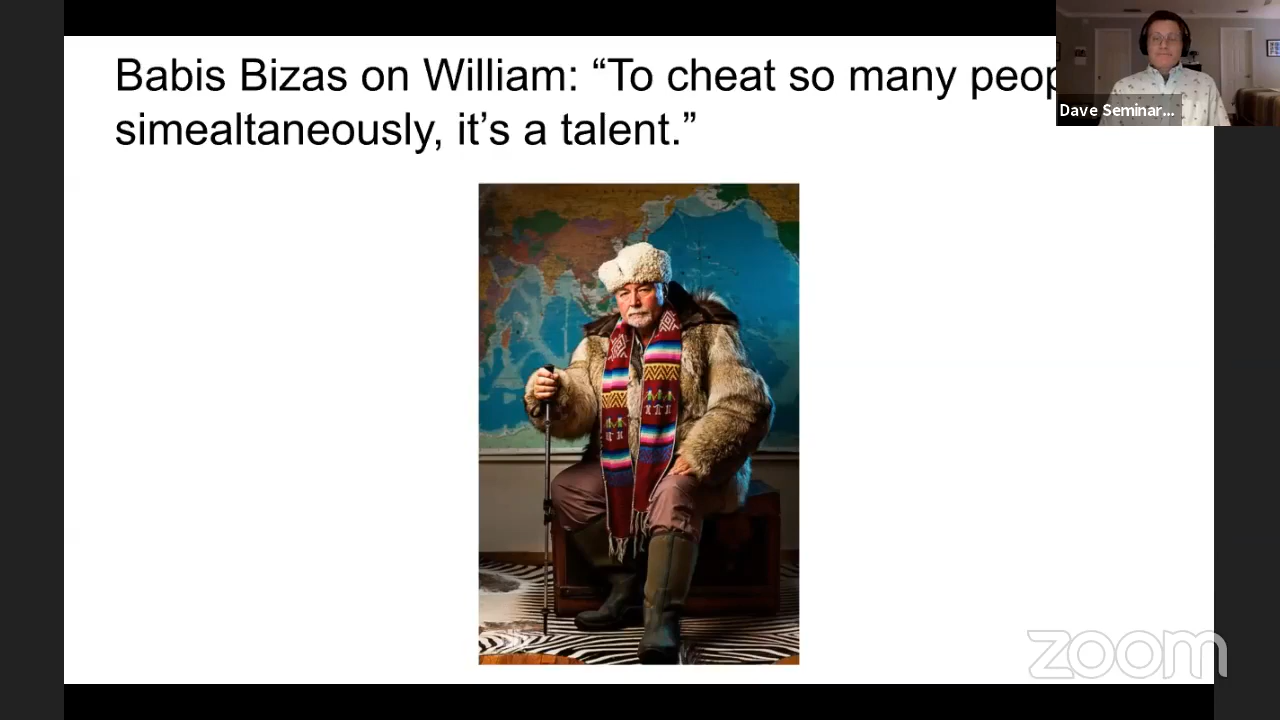 Babis Bizas on William: “To cheat so many peop
simealtaneously, it’s a talent.”
Dave Seminar...
zoom